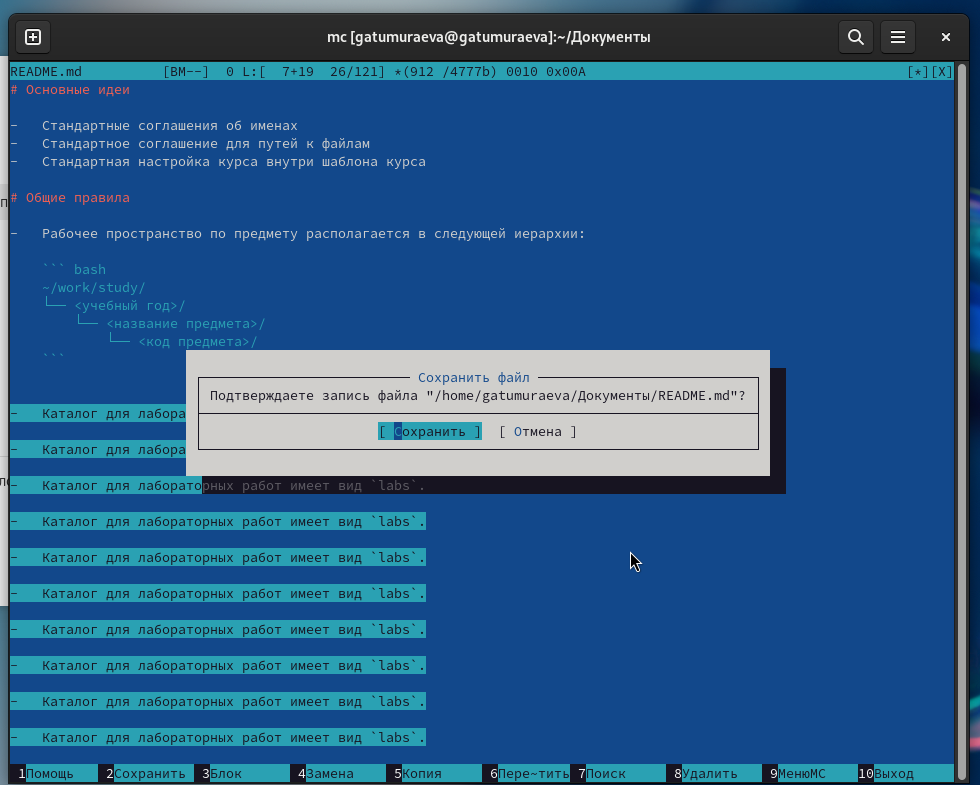 mc [gatumuraeva@gatumuraeva]:~/Документы
README.md          [BM--]  0 L:[  7+19  26/121] *(912 /4777b) 0010 0x00A [*][X]
# Основные идеи
-   Стандартные соглашения об именах
-   Стандартное соглашение для путей к файлам
-   Стандартная настройка курса внутри шаблона курса
# Общие правила
-   Рабочее пространство по предмету располагается в следующей иерархии:
    ``` bash
    ~/work/study/
    └── <учебный год>/
        └── <название предмета>/
            └── <код предмета>/
    ```
Сохранить файл
Подтверждаете запись файла "/home/gatumuraeva/Документы/README.md"?
[ Сохранить ]  [ Отмена ]
-   Каталог для лабора
-   Каталог для лабора
-   Каталог для лабораторных работ имеет вид `labs`.
-   Каталог для лабораторных работ имеет вид `labs`.
-   Каталог для лабораторных работ имеет вид `labs`.
-   Каталог для лабораторных работ имеет вид `labs`.
-   Каталог для лабораторных работ имеет вид `labs`.
-   Каталог для лабораторных работ имеет вид `labs`.
-   Каталог для лабораторных работ имеет вид `labs`.
-   Каталог для лабораторных работ имеет вид `labs`.
1Помощь 2Сохранить 3Блок 4Замена 5Копия 6Пере~тить 7Поиск 8Удалить 9МенюMC 10Выход